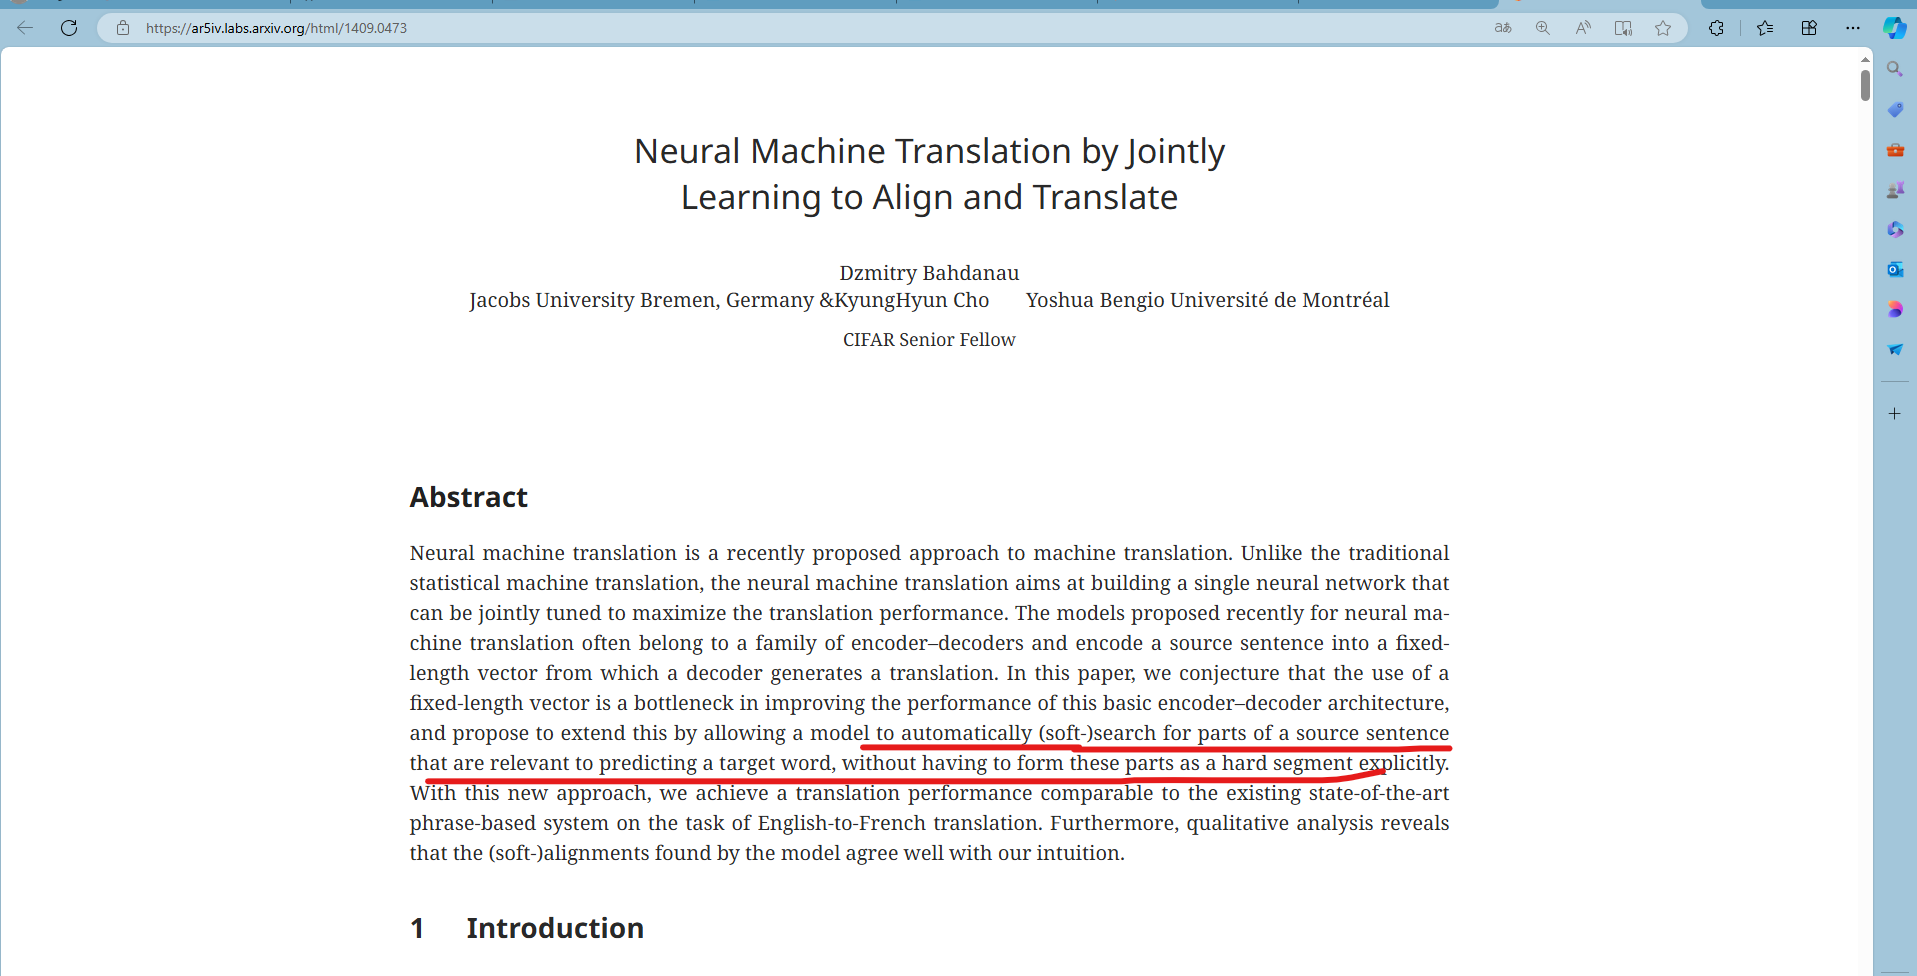 https://ar5iv.labs.arxiv.org/html/1409.0473
Neural Machine Translation by Jointly
Learning to Align and Translate
Dzmitry Bahdanau
Jacobs University Bremen, Germany &KyungHyun Cho Yoshua Bengio Université de Montréal
CIFAR Senior Fellow
Abstract
Neural machine translation is a recently proposed approach to machine translation. Unlike the traditional
statistical machine translation, the neural machine translation aims at building a single neural network that
can be jointly tuned to maximize the translation performance. The models proposed recently for neural ma-
chine translation often belong to a family of encoder–decoders and encode a source sentence into a fixed-
length vector from which a decoder generates a translation. In this paper, we conjecture that the use of a
fixed-length vector is a bottleneck in improving the performance of this basic encoder–decoder architecture,
and propose to extend this by allowing a model to automatically (soft-)search for parts of a source sentence
that are relevant to predicting a target word, without having to form these parts as a hard segment explicitly.
With this new approach, we achieve a translation performance comparable to the existing state-of-the-art
phrase-based system on the task of English-to-French translation. Furthermore, qualitative analysis reveals
that the (soft-)alignments found by the model agree well with our intuition.
1 Introduction